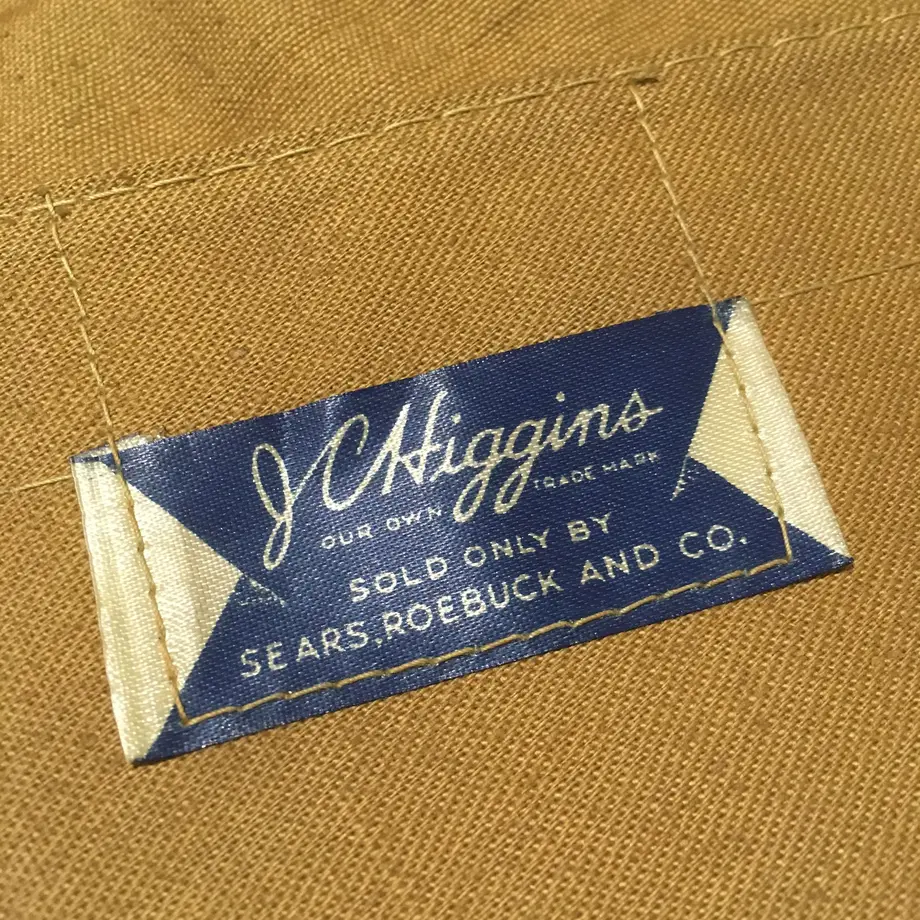 J C Higgins
OUR OWN TRADE MARK
SOLD ONLY BY
SEARS, ROEBUCK AND CO.